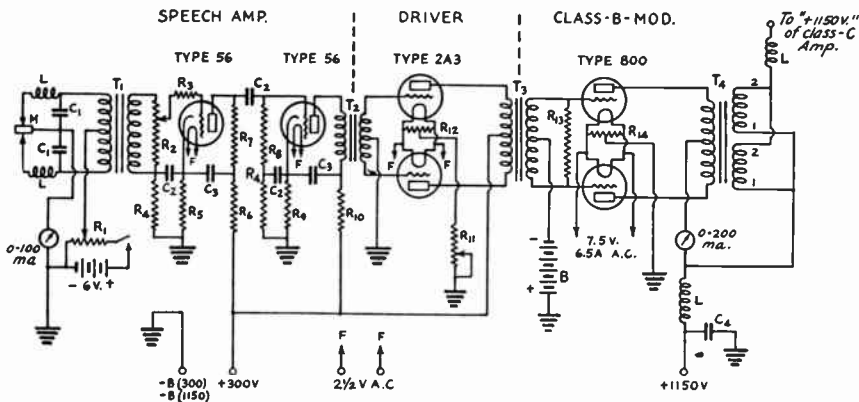 SPEECH AMP.
DRIVER
CLASS-B-MOD.
To "+1150V."
of class-C
Amp.
TYPE 56
TYPE 56
TYPE 2A3
TYPE 800
L
T1
R3
C2
T2
T3
T4
L
C1
M
C1
L
R2
F
R7
R8
F
R12
F
F
R13
R14
2
1
2
1
C2
C3
R4
C2
C3
R4
R5
R6
R9
R10
R11
0-100
ma
R1
- 6V. +
-
B
+
7.5 V.
6.5A A.C.
0-200
ma.
L
C4
F
F
-B (300)
-B (1150)
+300V
2½ V A.C
+1150V